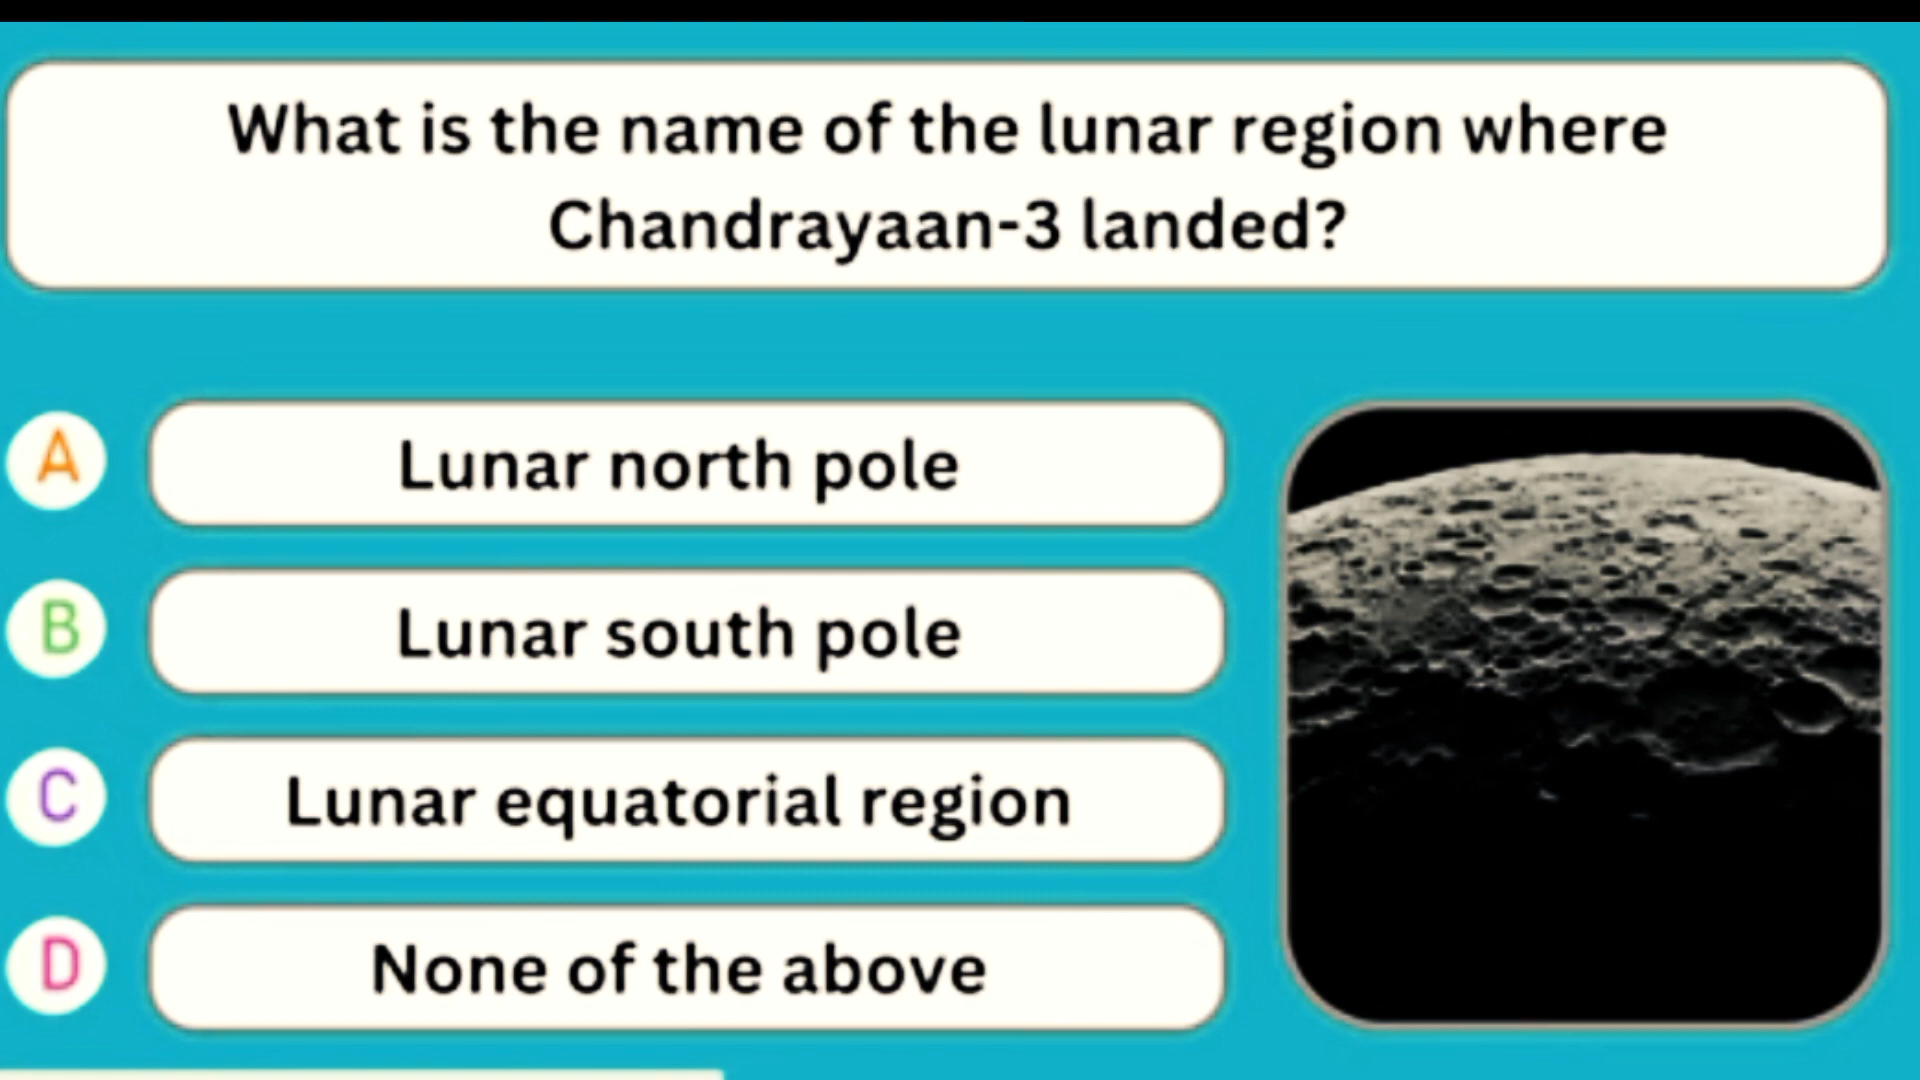 What is the name of the lunar region where
Chandrayaan-3 landed?
A
Lunar north pole
B
Lunar south pole
C
Lunar equatorial region
D
None of the above